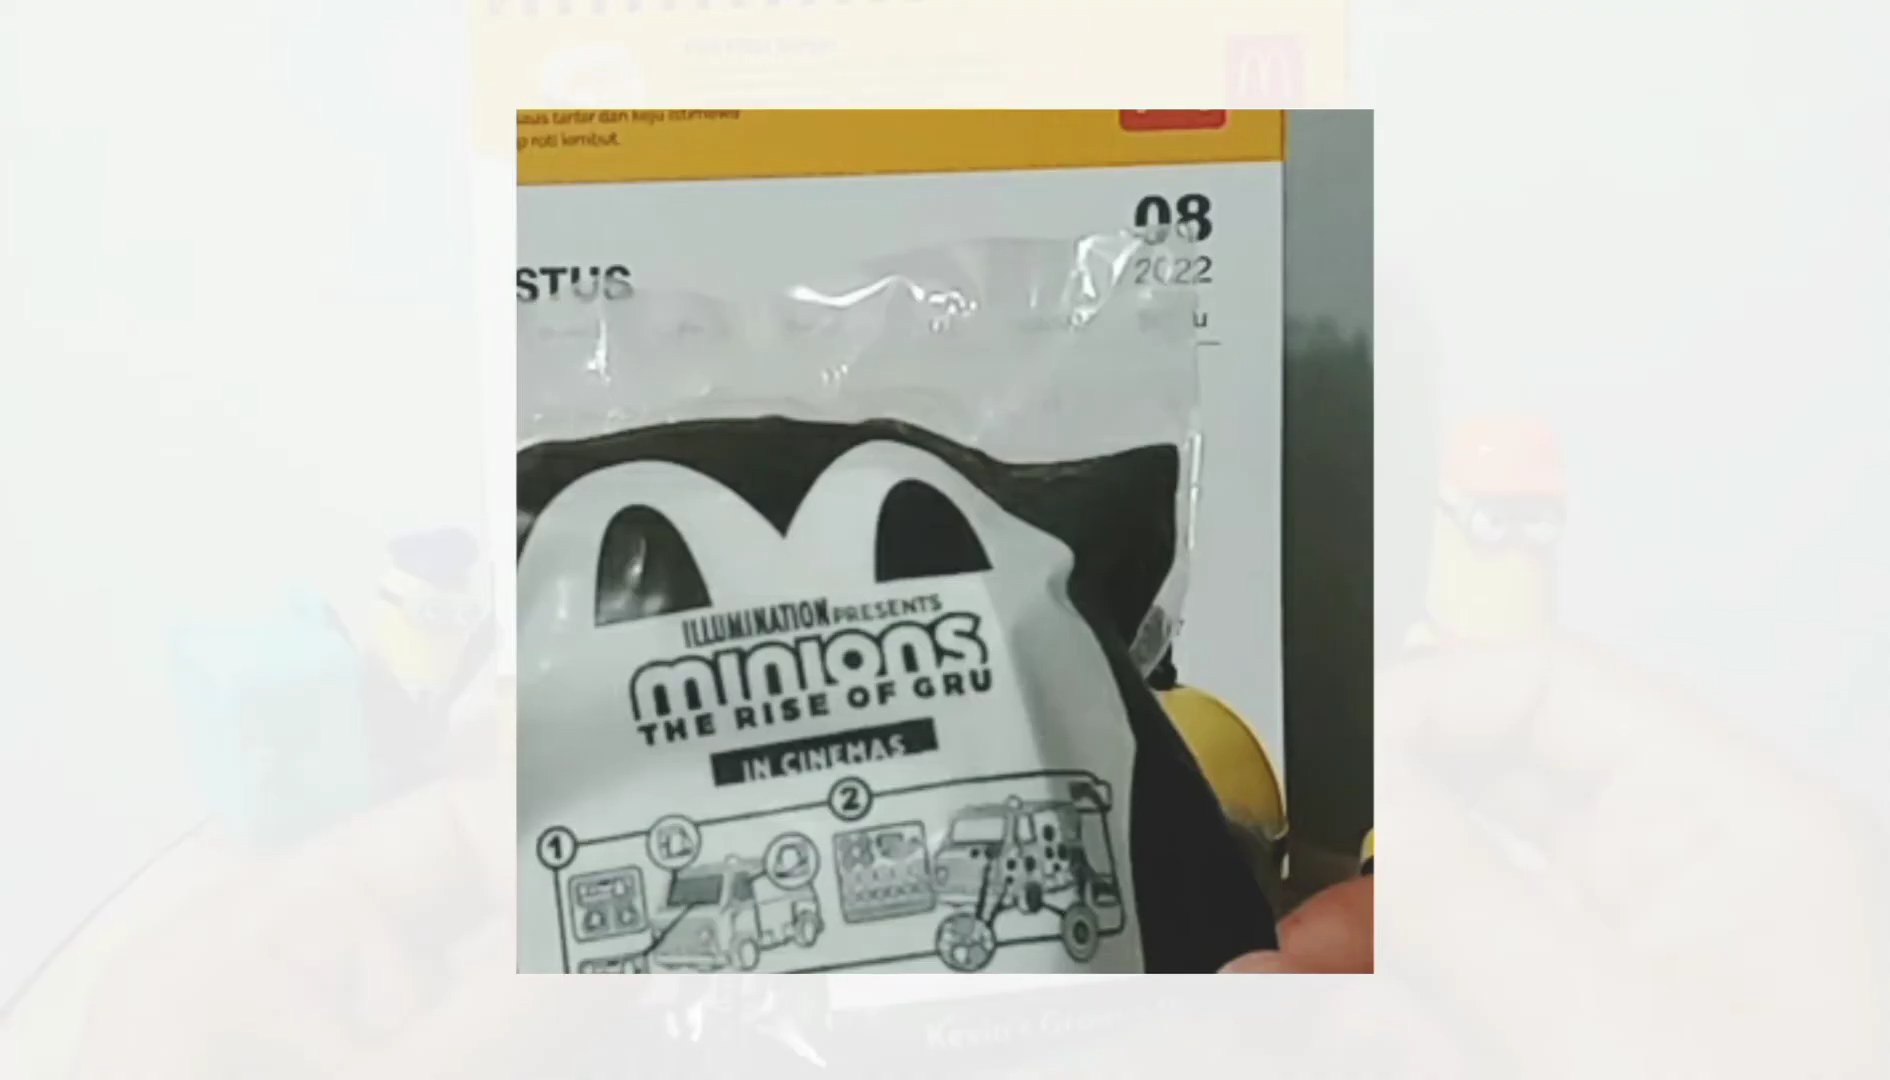 saus tartar dan keju istimewa
roti lembut.
08
STUS
2022
u
ILLUMINATION PRESENTS
minions
THE RISE OF GRU
IN CINEMAS
2
1